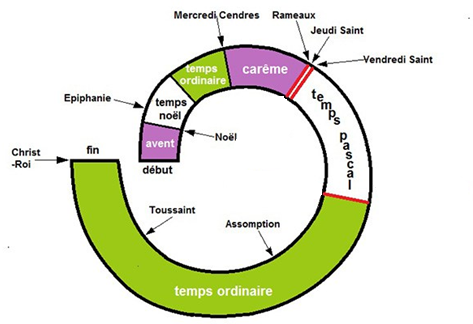 Mercredi Cendres
Rameaux
Jeudi Saint
Vendredi Saint
temps
ordinaire
carême
Epiphanie
temps
noël
temps pascal
Noël
avent
début
Christ
-Roi
fin
Toussaint
Assomption
temps ordinaire